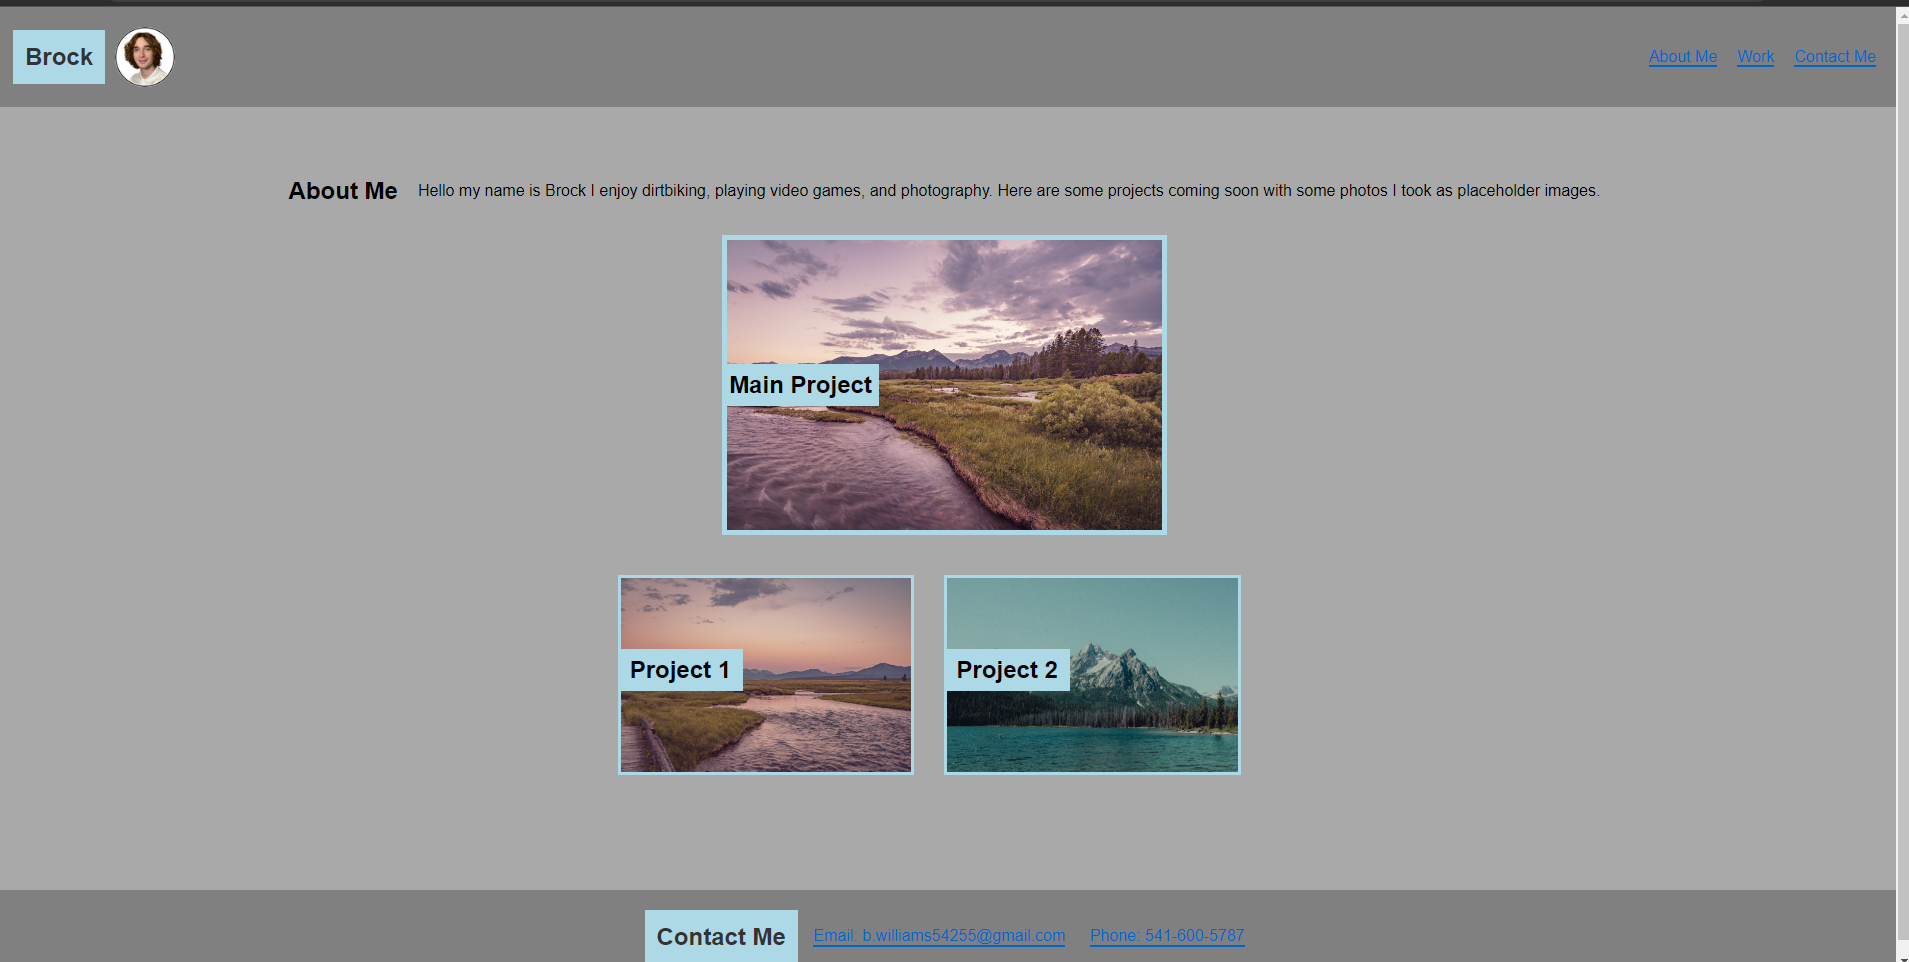 Brock
About Me Work Contact Me
About Me Hello my name is Brock I enjoy dirtbiking, playing video games, and photography. Here are some projects coming soon with some photos I took as placeholder images.
Main Project
Project 1
Project 2
Contact Me Email: b.williams54255@gmail.com Phone: 541-600-5787